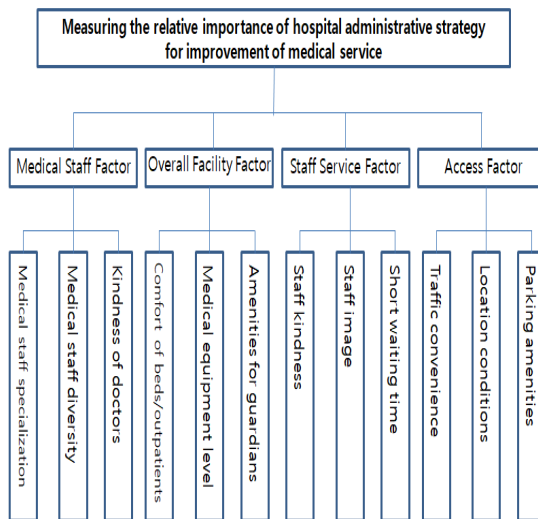 Measuring the relative importance of hospital administrative strategy
for improvement of medical service
Medical Staff Factor
Overall Facility Factor
Staff Service Factor
Access Factor
Medical staff specialization
Medical staff diversity
Kindness of doctors
Comfort of beds/outpatients
Medical equipment level
Amenities for guardians
Staff kindness
Staff image
Short waiting time
Traffic convenience
Location conditions
Parking amenities